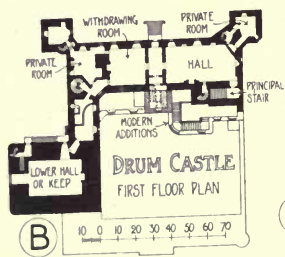 PRIVATE
ROOM
WITHDRAWING
ROOM
HALL
PRIVATE
ROOM
PRINCIPAL
STAIR
MODERN
ADDITIONS
LOWER HALL
OR KEEP
DRUM CASTLE
FIRST FLOOR PLAN
B
10 0 10 20 30 40 50 60 70